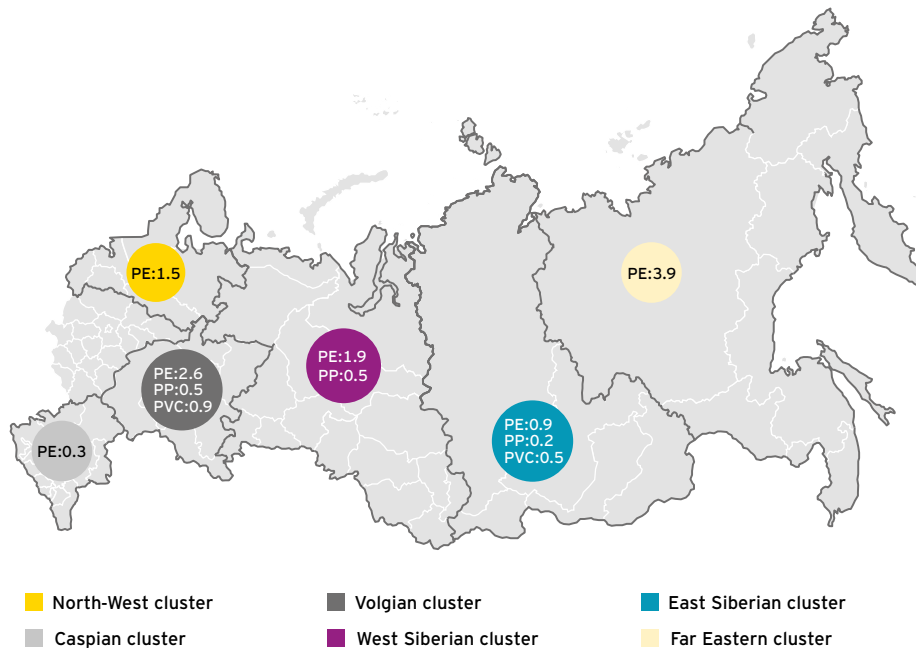 PE:1.5
PE:3.9
PE:1.9
PP:0.5
PE:2.6
PP:0.5
PVC:0.9
PE:0.9
PP:0.2
PVC:0.5
PE:0.3
North-West cluster
Volgian cluster
East Siberian cluster
Caspian cluster
West Siberian cluster
Far Eastern cluster